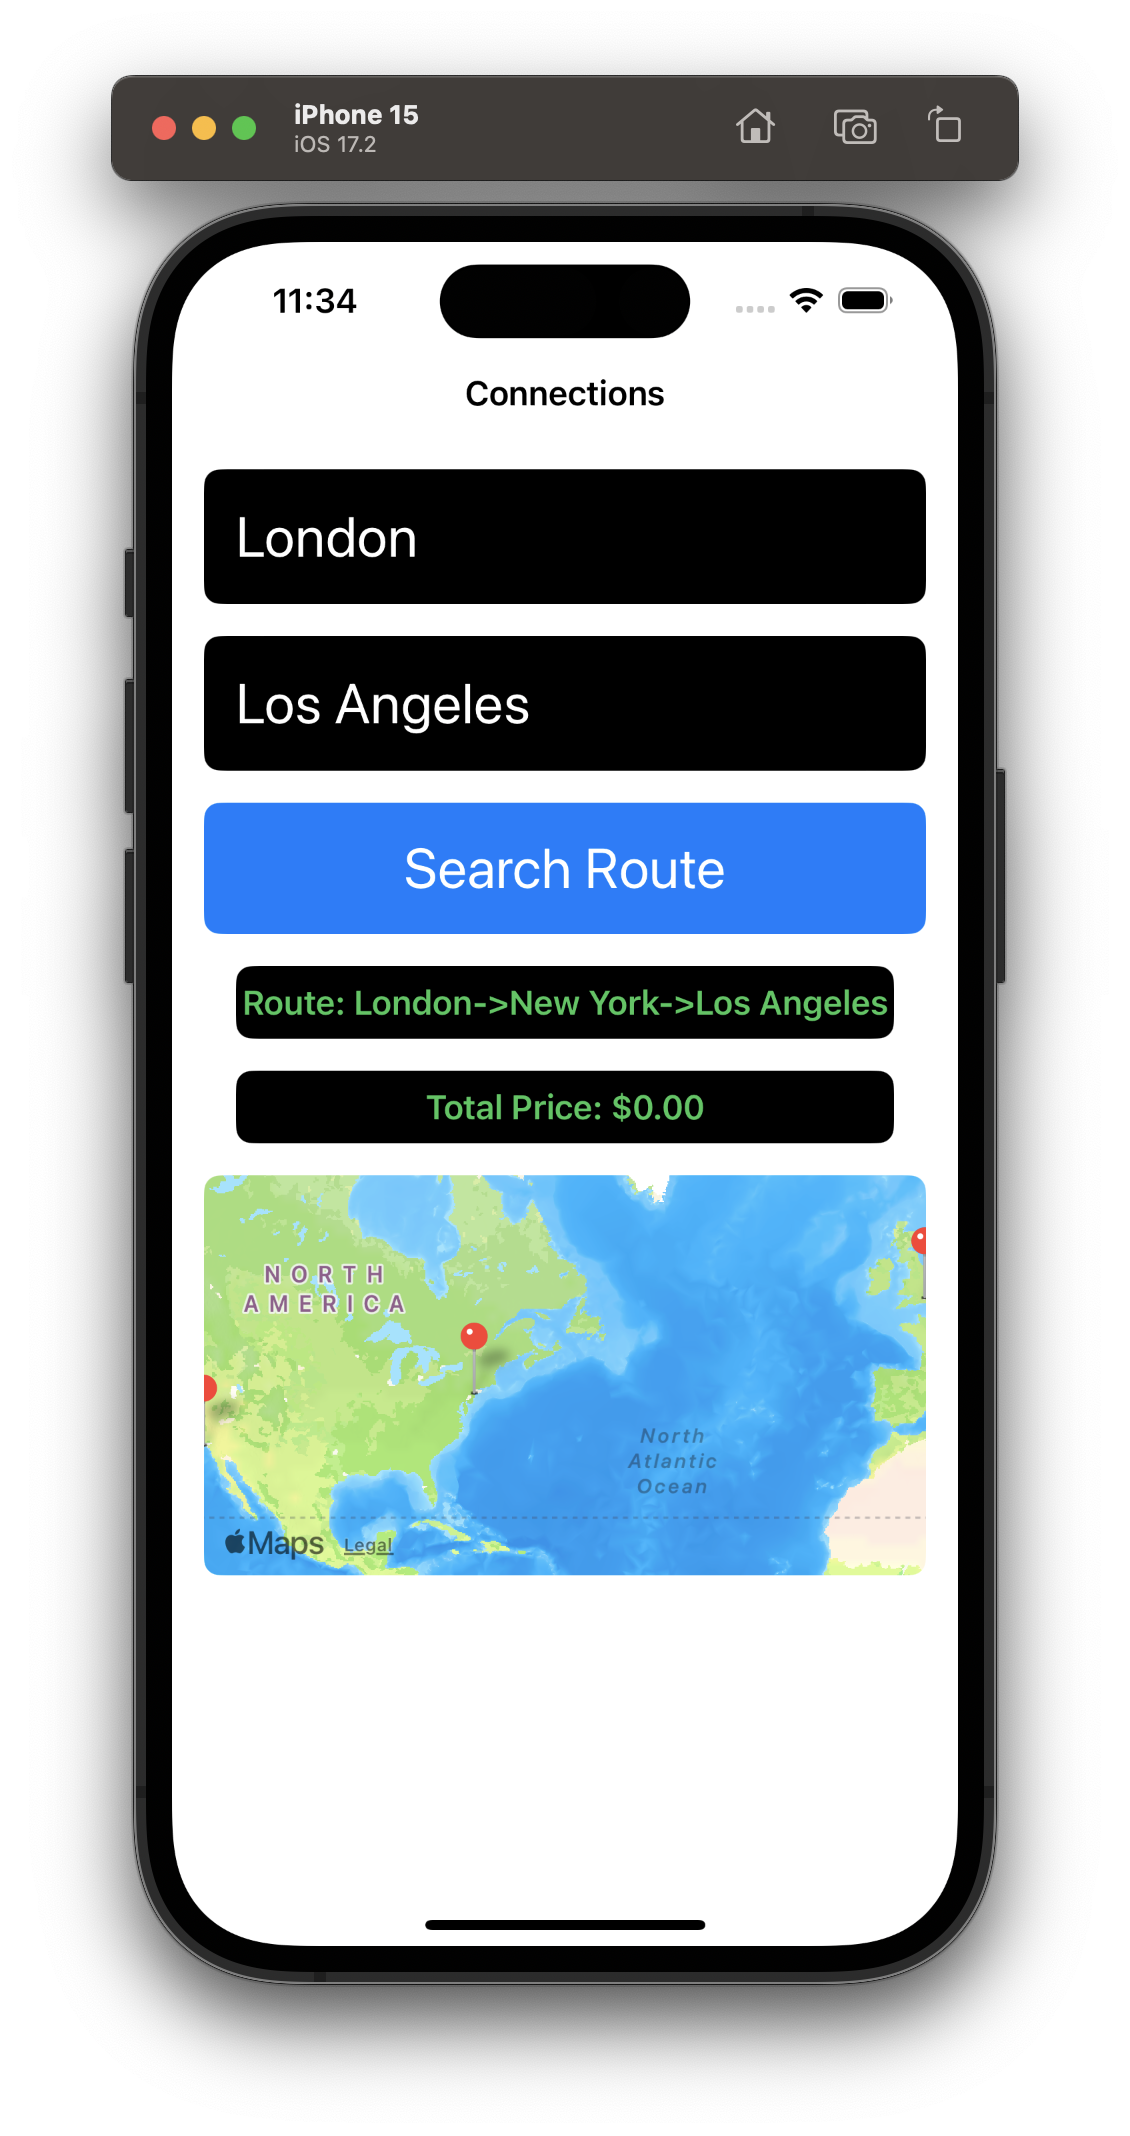 iPhone 15
iOS 17.2
11:34
Connections
London
Los Angeles
Search Route
Route: London->New York->Los Angeles
Total Price: $0.00
NORTH
AMERICA
North
Atlantic
Ocean
Maps Legal